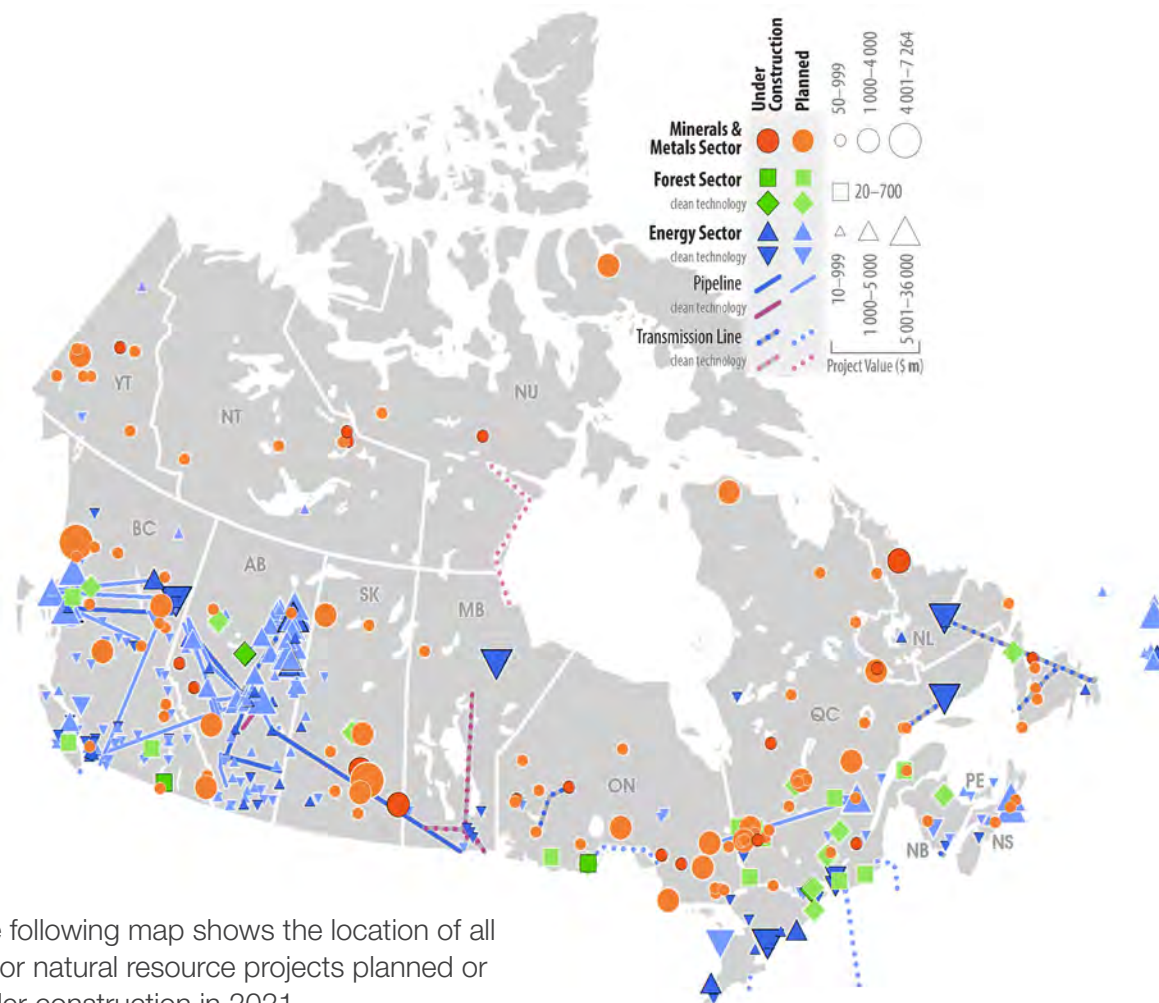 Under Construction
Planned
50–999
1 000–4 000
4 001–7 264
Minerals &
Metals Sector
Forest Sector
20–700
clean technology
Energy Sector
clean technology
10–999
1 000–5 000
5 001–36 000
Pipeline
clean technology
Transmission Line
clean technology
Project Value ($ m)
YT
NT
NU
BC
AB
SK
MB
NL
QC
ON
PE
NB
NS
following map shows the location of all
or natural resource projects planned or
construction in 2021